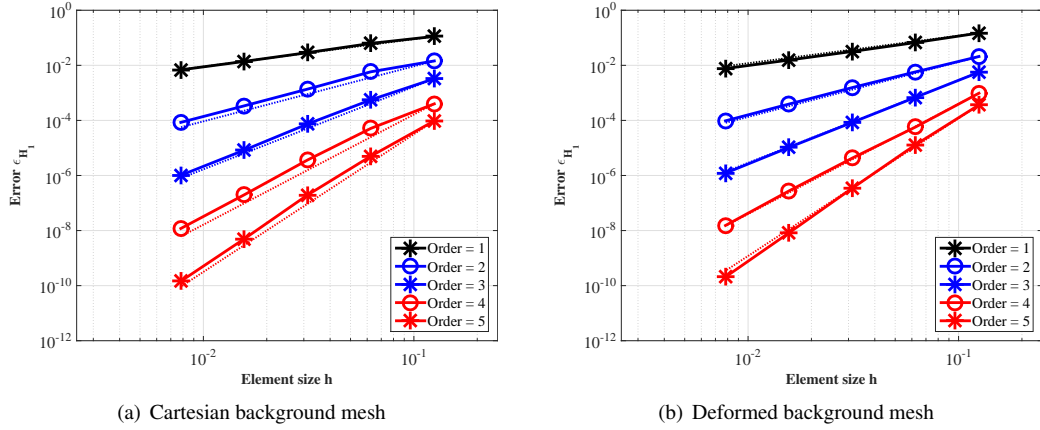 10^0
10^-2
10^-4
10^-6
10^-8
10^-10
10^-12
Error ϵ_{H_1}
10^-2
10^-1
Element size h
Order = 1
Order = 2
Order = 3
Order = 4
Order = 5
(a) Cartesian background mesh
10^0
10^-2
10^-4
10^-6
10^-8
10^-10
10^-12
Error ϵ_{H_1}
10^-2
10^-1
Element size h
Order = 1
Order = 2
Order = 3
Order = 4
Order = 5
(b) Deformed background mesh